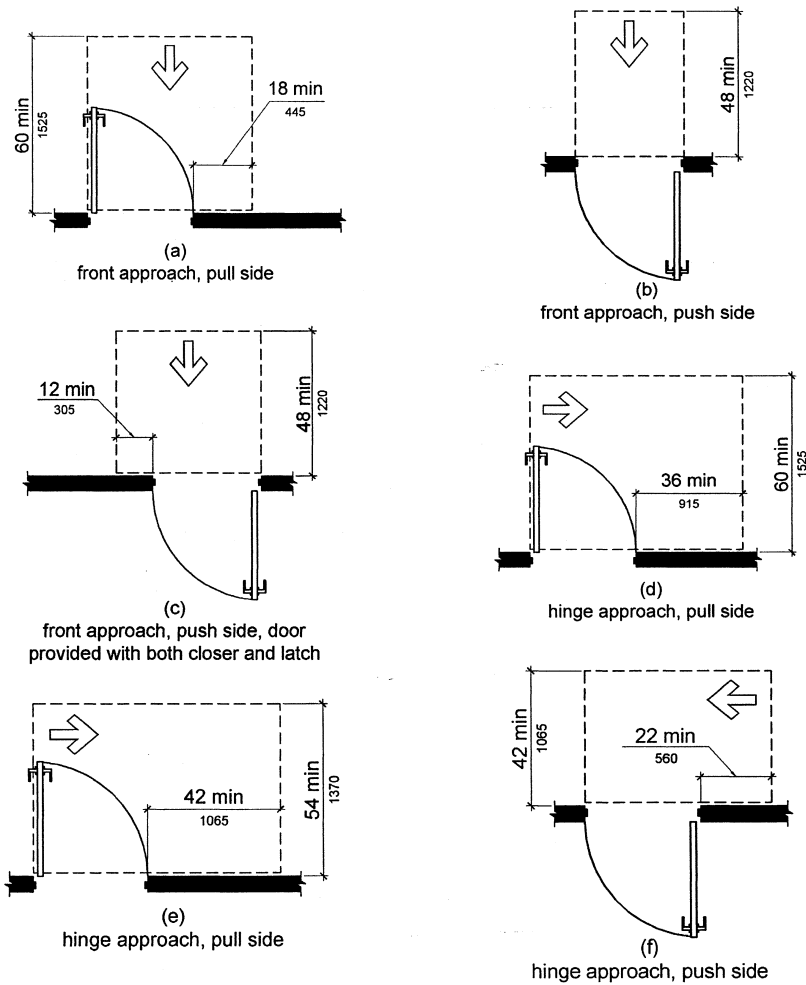 60 min
1525
18 min
445
(a)
front approach, pull side
48 min
1220
(b)
front approach, push side
12 min
305
48 min
1220
(c)
front approach, push side, door
provided with both closer and latch
36 min
915
60 min
1525
(d)
hinge approach, pull side
42 min
1065
54 min
1370
(e)
hinge approach, pull side
42 min
1065
22 min
560
(f)
hinge approach, push side